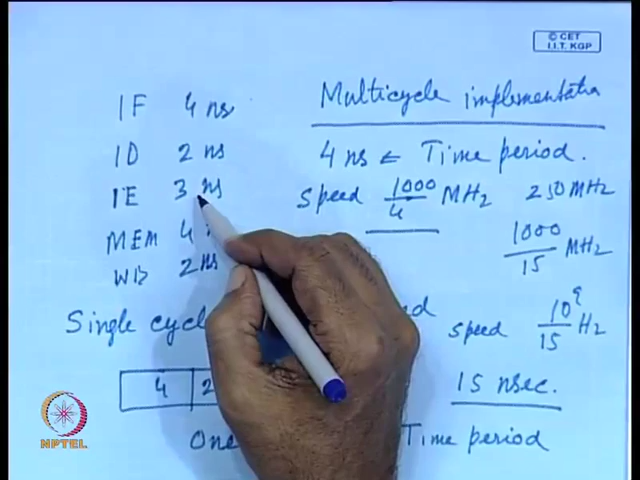 © CET
I.I.T. KGP
IF 4 ns
ID 2 ns
IE 3 ns
MEM 4
WB 2 ns
Multicycle implementation
4 ns ← Time period.
Speed 1000/4 MHz 250 MHz
1000/15 MHz
Single cycl
speed 10^9/15 Hz
4 2
15 nsec.
One
Time period
NPTEL